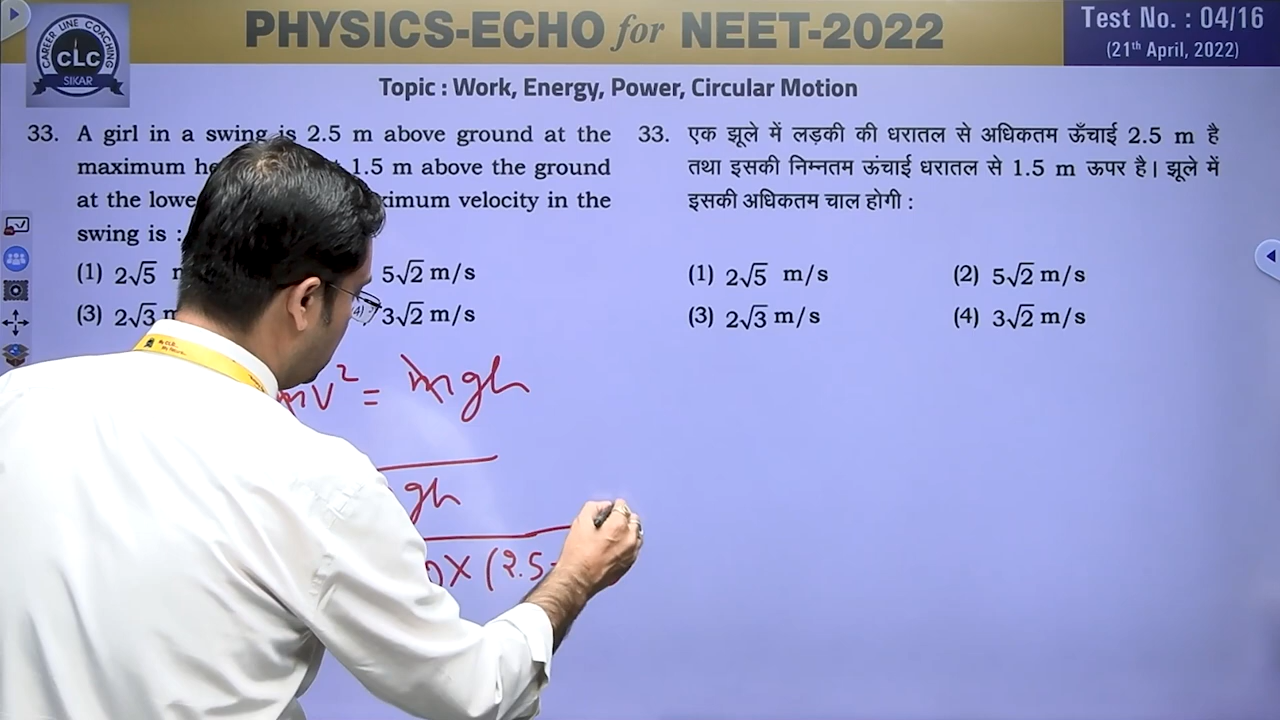 PHYSICS-ECHO for NEET-2022
Test No. : 04/16
(21th April, 2022)
CAREER LINE COACHING
CLC
SIKAR
Topic : Work, Energy, Power, Circular Motion
33. A girl in a swing is 2.5 m above ground at the
maximum 1.5 m above the ground
at the velocity in the
swing is :
(1) 2√5 5√2 m/s
(3) 2√3 (4) 3√2 m/s
33. एक झूले में लड़की की धरातल से अधिकतम ऊँचाई 2.5 m है
तथा इसकी निम्नतम ऊंचाई धरातल से 1.5 m ऊपर है। झूले में
इसकी अधिकतम चाल होगी :
(1) 2√5 m/s (2) 5√2 m/s
(3) 2√3 m/s (4) 3√2 m/s
mv² = mgh
gh
× (2.5-